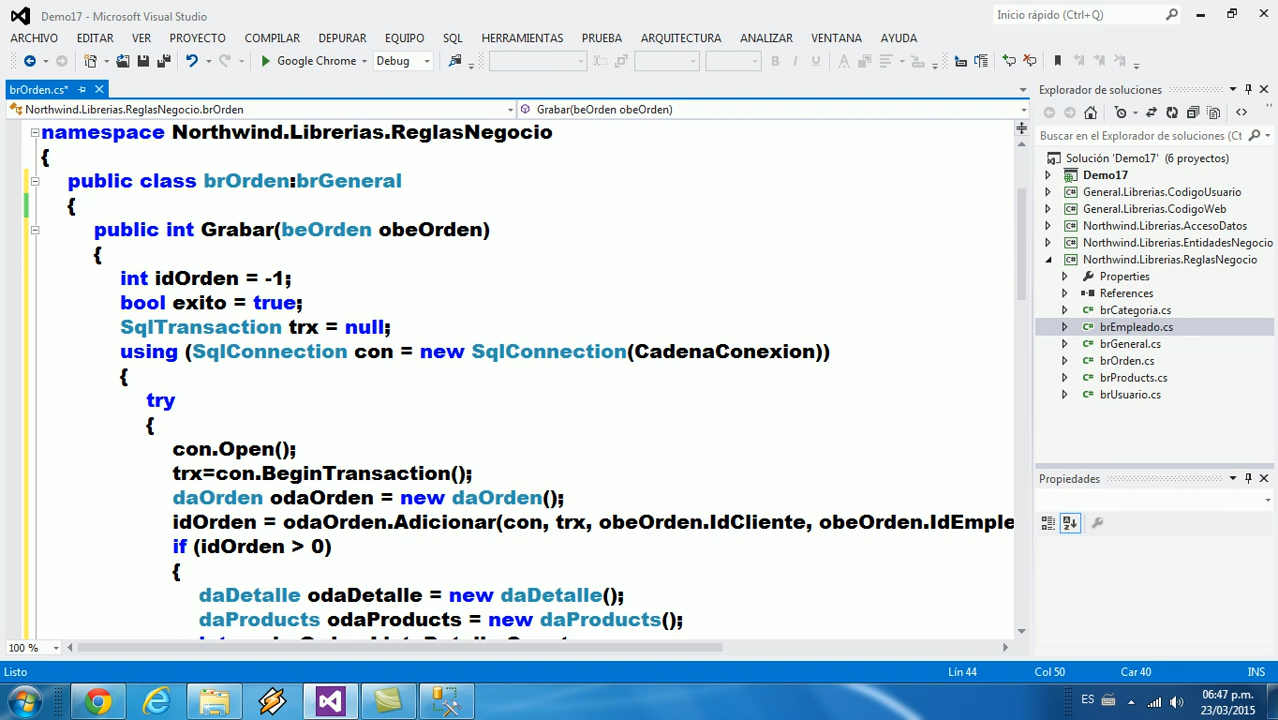 Demo17 - Microsoft Visual Studio
Inicio rápido (Ctrl+Q)
ARCHIVO EDITAR VER PROYECTO COMPILAR DEPURAR EQUIPO SQL HERRAMIENTAS PRUEBA ARQUITECTURA ANALIZAR VENTANA AYUDA
Google Chrome Debug
brOrden.cs*
Northwind.Librerias.ReglasNegocio.brOrden
Grabar(beOrden obeOrden)
namespace Northwind.Librerias.ReglasNegocio
{
public class brOrden:brGeneral
{
public int Grabar(beOrden obeOrden)
{
int idOrden = -1;
bool exito = true;
SqlTransaction trx = null;
using (SqlConnection con = new SqlConnection(CadenaConexion))
{
try
{
con.Open();
trx=con.BeginTransaction();
daOrden odaOrden = new daOrden();
idOrden = odaOrden.Adicionar(con, trx, obeOrden.IdCliente, obeOrden.IdEmple
if (idOrden > 0)
{
daDetalle odaDetalle = new daDetalle();
daProducts odaProducts = new daProducts();
100 %
Explorador de soluciones
Buscar en el Explorador de soluciones (Ct
Solución 'Demo17' (6 proyectos)
Demo17
General.Librerias.CodigoUsuario
General.Librerias.CodigoWeb
Northwind.Librerias.AccesoDatos
Northwind.Librerias.EntidadesNegocio
Northwind.Librerias.ReglasNegocio
Properties
References
brCategoria.cs
brEmpleado.cs
brGeneral.cs
brOrden.cs
brProducts.cs
brUsuario.cs
Propiedades
Listo Lín 44 Col 50 Car 40 INS
ES
06:47 p.m.
23/03/2015